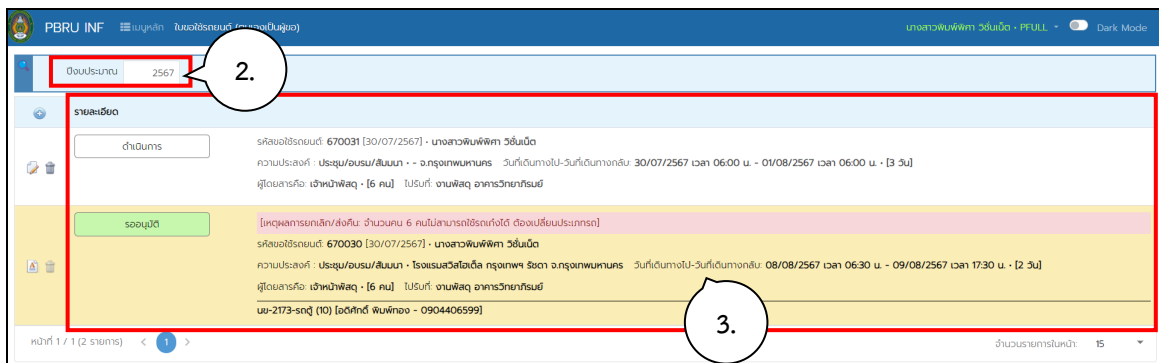 PBRU INF เมนูหลัก ใบขอใช้รถยนต์ (ตนเองเป็นผู้ขอ) นางสาวพิมพ์พิศา วิชั่นเน็ต • PFULL Dark Mode
ปีงบประมาณ 2567 2.
รายละเอียด
ดำเนินการ รหัสขอใช้รถยนต์: 670031 [30/07/2567] • นางสาวพิมพ์พิศา วิชั่นเน็ต
ความประสงค์ : ประชุม/อบรม/สัมมนา • - จ.กรุงเทพมหานคร วันที่เดินทางไป-วันที่เดินทางกลับ: 30/07/2567 เวลา 06:00 น. - 01/08/2567 เวลา 06:00 น. • [3 วัน]
ผู้โดยสารคือ: เจ้าหน้าพัสดุ • [6 คน] ไปรับที่: งานพัสดุ อาคารวิทยาภิรมย์
รออนุมัติ [เหตุผลการยกเลิก/ส่งคืน: จำนวนคน 6 คนไม่สามารถใช้รถเก๋งได้ ต้องเปลี่ยนประเภทรถ]
รหัสขอใช้รถยนต์: 670030 [30/07/2567] • นางสาวพิมพ์พิศา วิชั่นเน็ต
ความประสงค์ : ประชุม/อบรม/สัมมนา • โรงแรมสวิสโฮเต็ล กรุงเทพฯ รัชดา จ.กรุงเทพมหานคร วันที่เดินทางไป-วันที่เดินทางกลับ: 08/08/2567 เวลา 06:30 น. - 09/08/2567 เวลา 17:30 น. • [2 วัน]
ผู้โดยสารคือ: เจ้าหน้าพัสดุ • [6 คน] ไปรับที่: งานพัสดุ อาคารวิทยาภิรมย์
นข-2173-รถตู้ (10) [อดิศักดิ์ พิมพ์ทอง - 0904406599]
3.
หน้าที่ 1 / 1 (2 รายการ) < 1 > จำนวนรายการในหน้า: 15